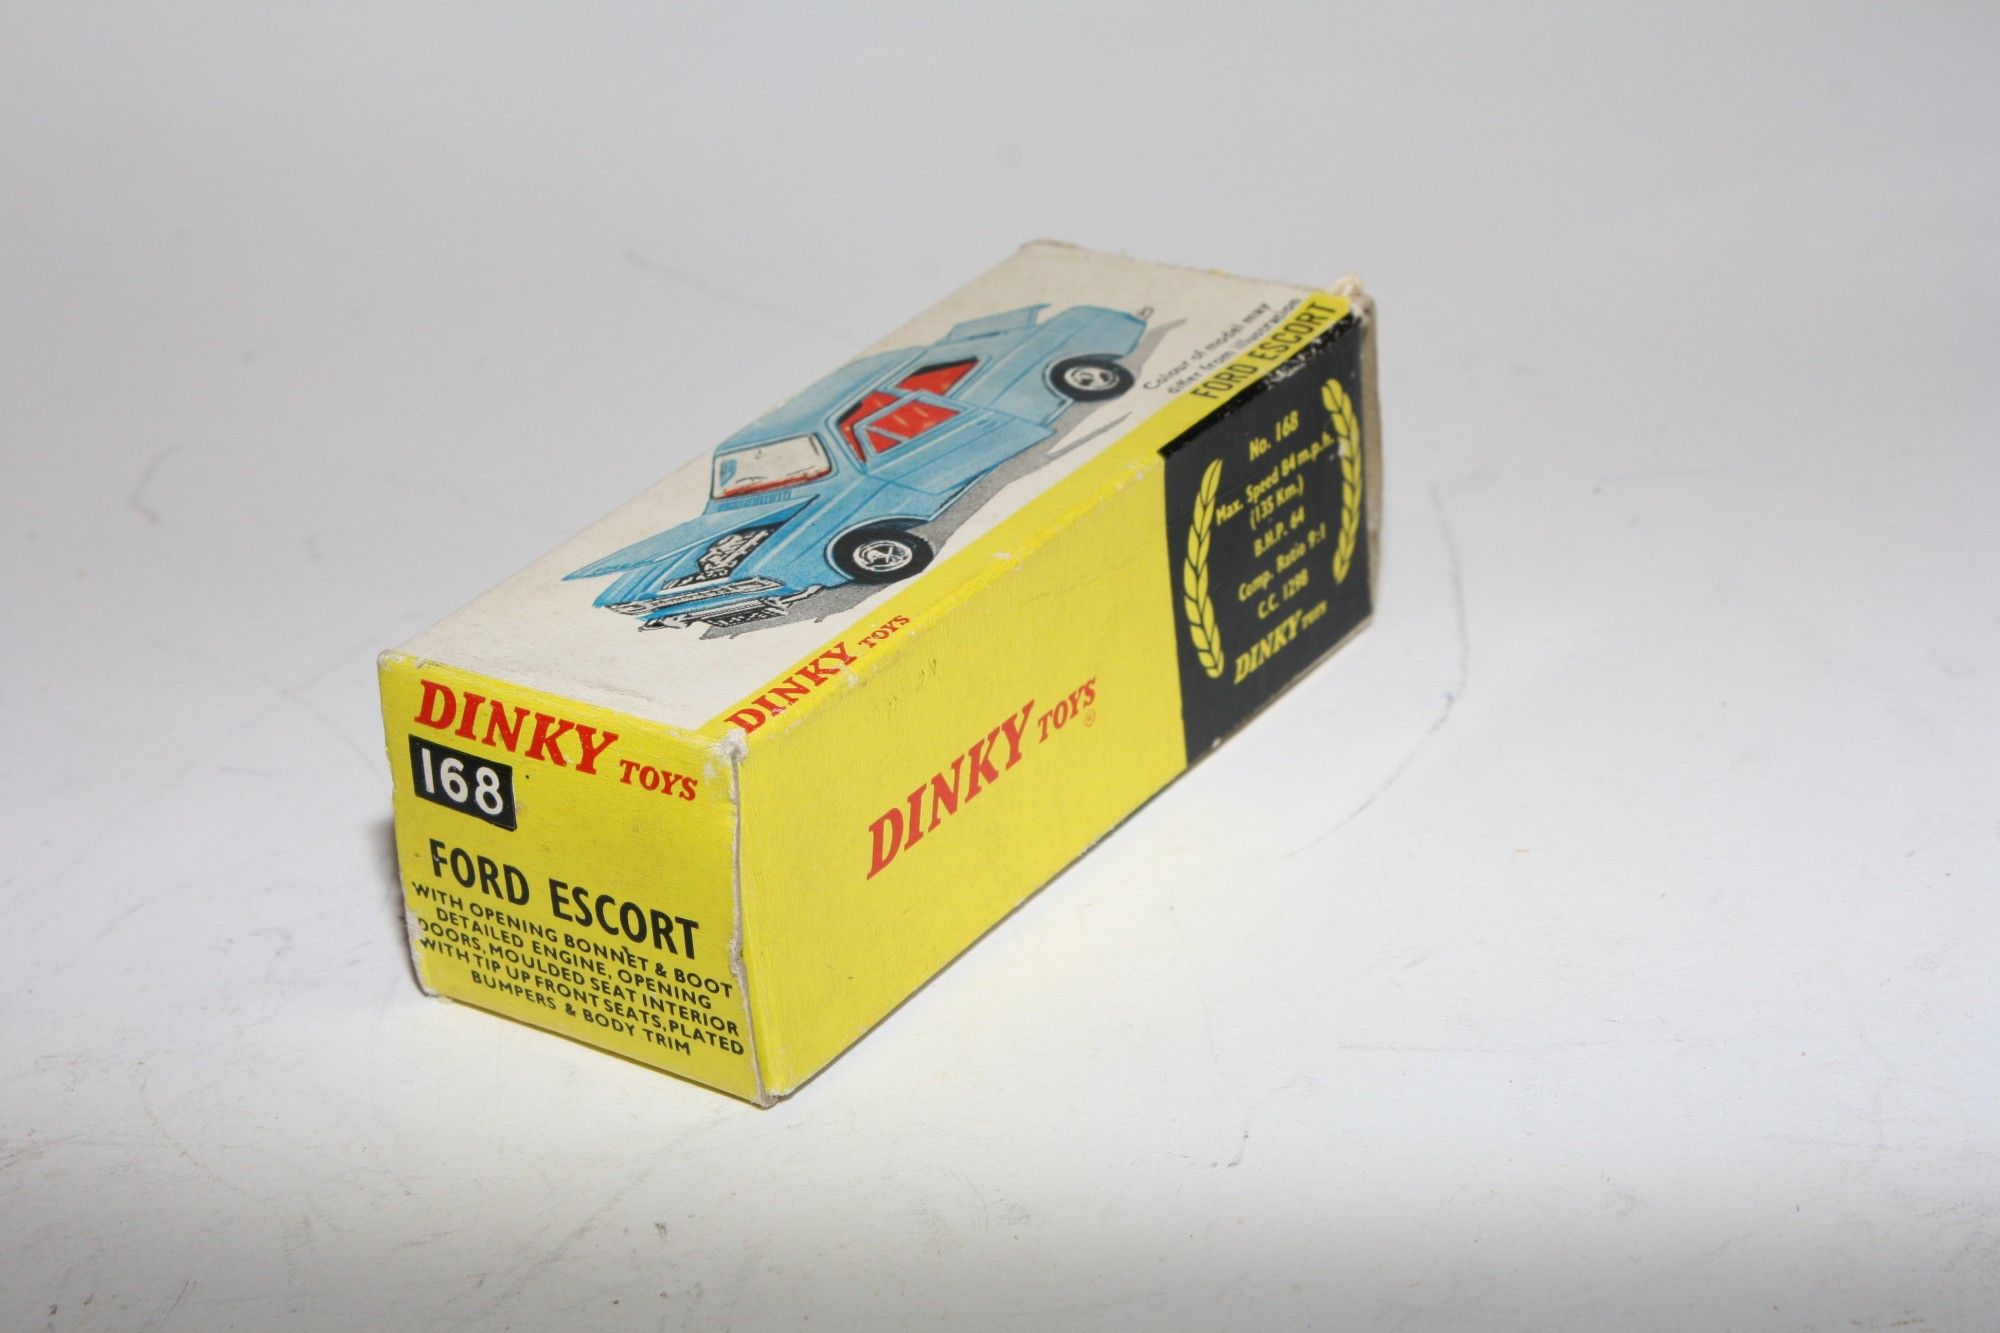 DINKY TOYS
168
FORD ESCORT
WITH OPENING BONNET & BOOT
DETAILED ENGINE, OPENING
DOORS, MOULDED SEAT INTERIOR
WITH TIP UP FRONT SEATS, PLATED
BUMPERS & BODY TRIM
DINKY TOYS
Colour of model may
differ from illustration
FORD ESCORT
DINKY TOYS®
No. 168
Max. Speed 84 m.p.h.
(135 Km.)
B.H.P. 64
Comp. Ratio 9:1
C.C. 1298
DINKY TOYS